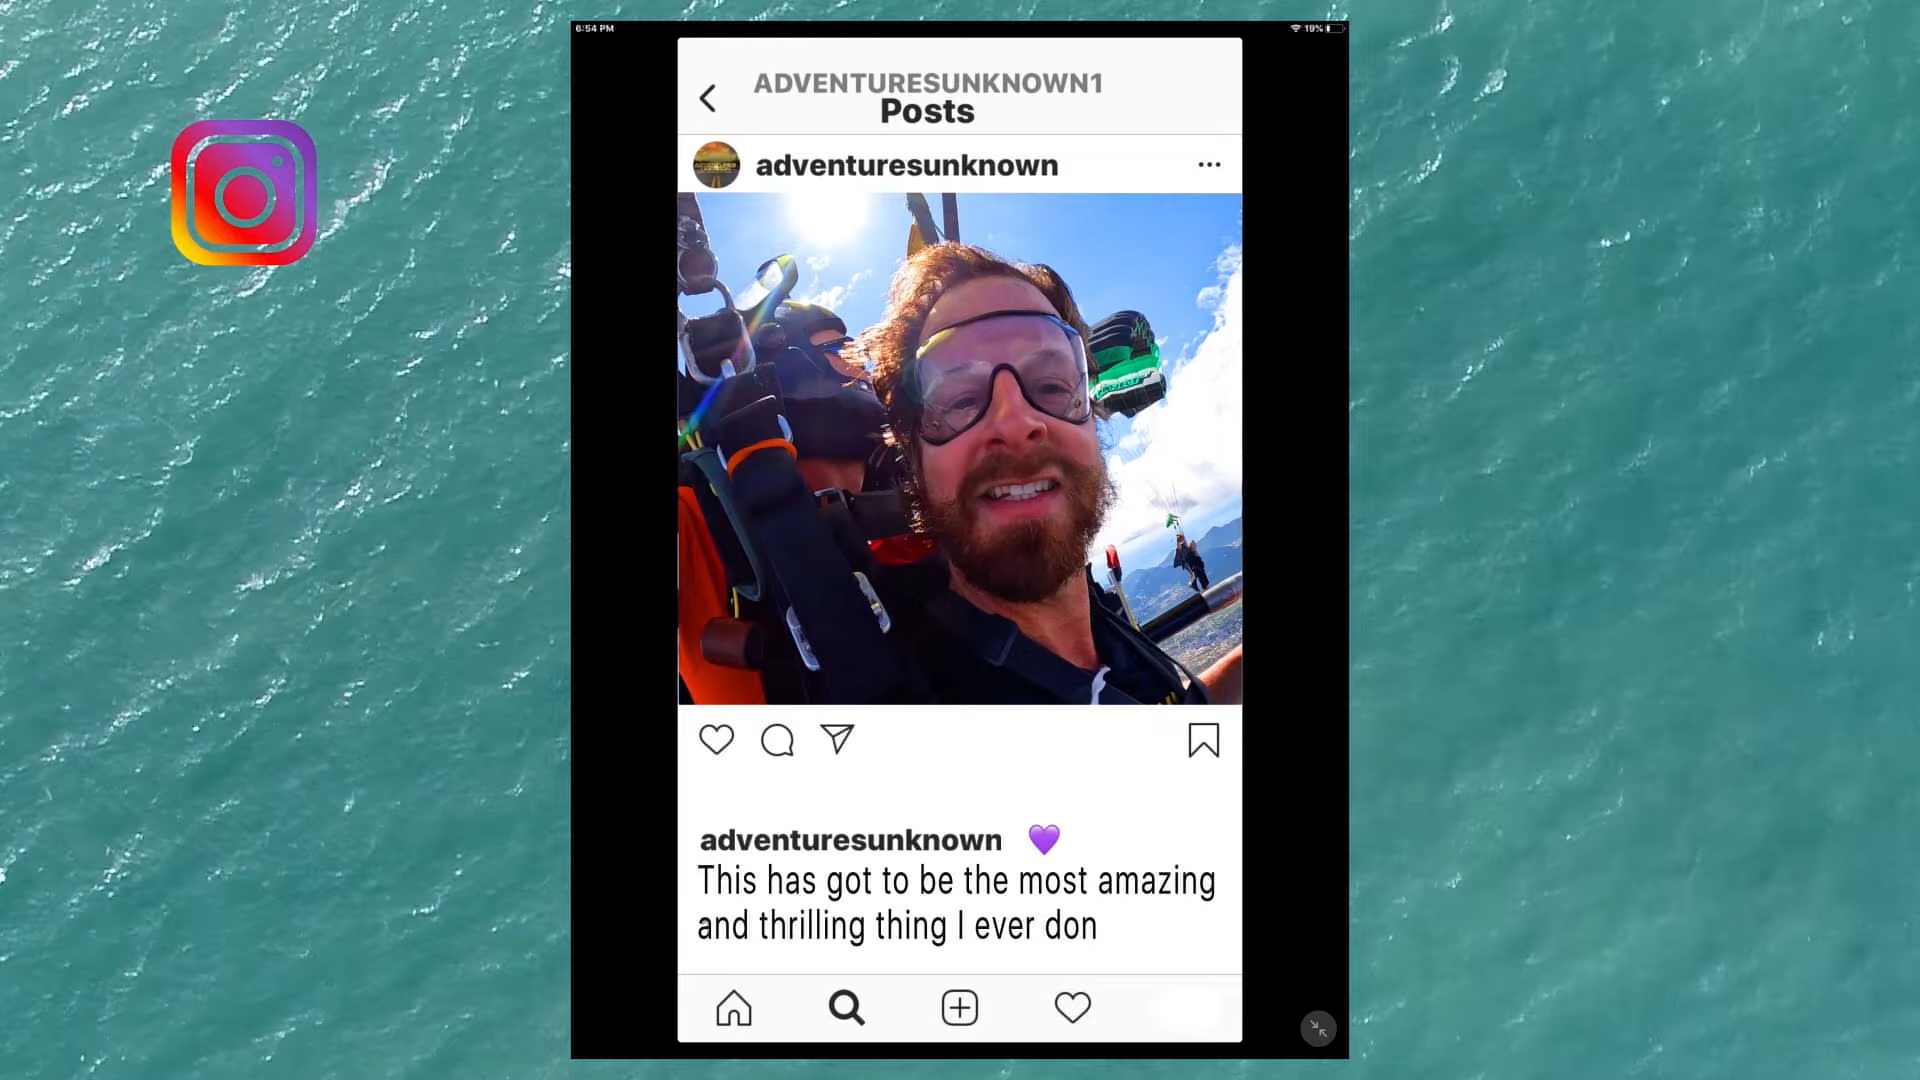 6:54 PM 19%
ADVENTURESUNKNOWN1
Posts
adventuresunknown
adventuresunknown
This has got to be the most amazing
and thrilling thing I ever don